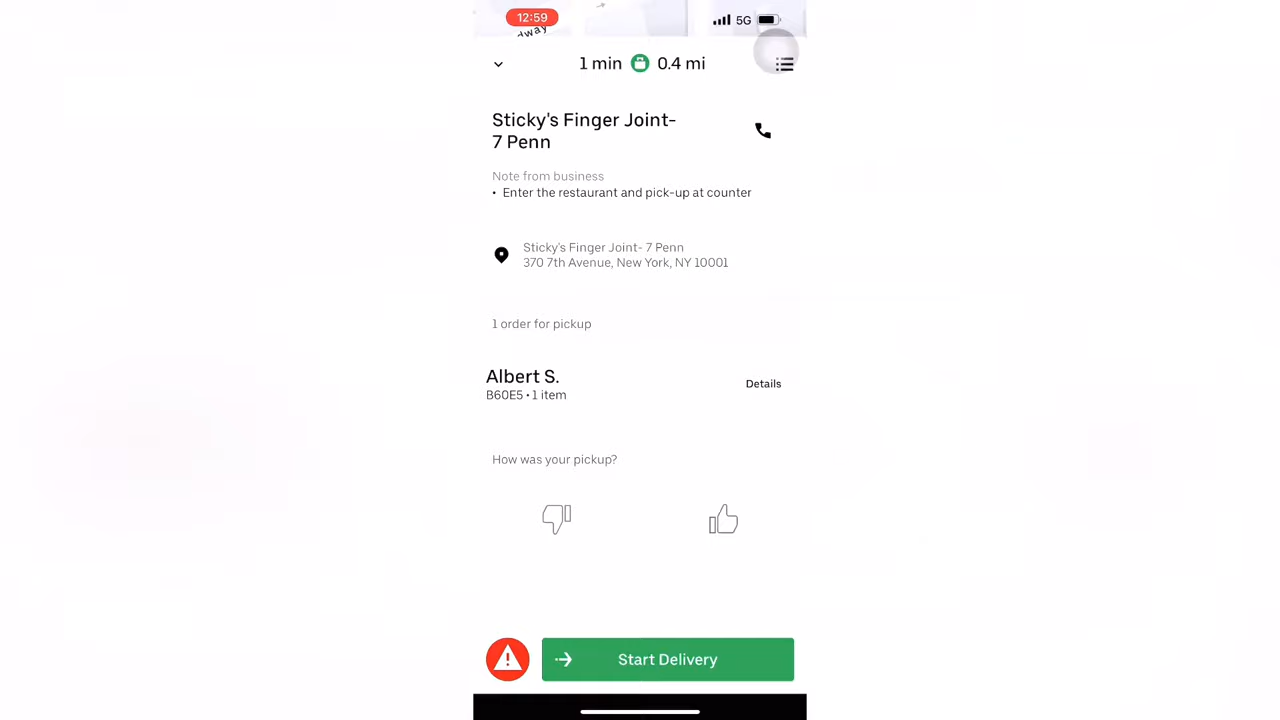 12:59
5G
dway
1 min 0.4 mi
Sticky's Finger Joint-
7 Penn
Note from business
• Enter the restaurant and pick-up at counter
Sticky's Finger Joint- 7 Penn
370 7th Avenue, New York, NY 10001
1 order for pickup
Albert S.
Details
B60E5 • 1 item
How was your pickup?
Start Delivery